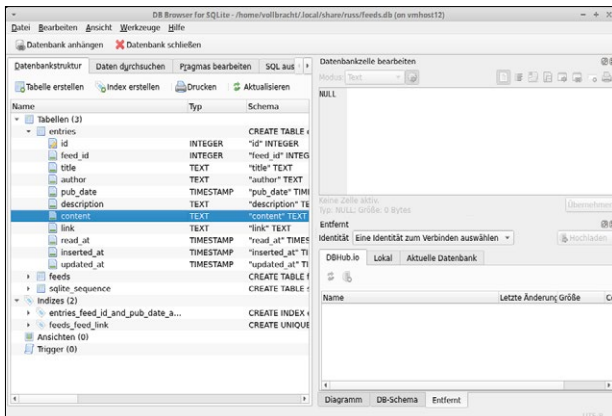 DB Browser for SQLite - /home/vollbracht/.local/share/russ/feeds.db (on vmhost12)
Datei Bearbeiten Ansicht Werkzeuge Hilfe
Datenbank anhängen Datenbank schließen
Datenbankstruktur Daten durchsuchen Pragmas bearbeiten SQL aus
Tabelle erstellen Index erstellen Drucken Aktualisieren
Name Typ Schema
Tabellen (3)
entries CREATE TABLE
id INTEGER "id" INTEGER
feed_id INTEGER "feed_id" INTEG
title TEXT "title" TEXT
author TEXT "author" TEXT
pub_date TIMESTAMP "pub_date" TIM
description TEXT "description" TE
content TEXT "content" TEXT
link TEXT "link" TEXT
read_at TIMESTAMP "read_at" TIMES
inserted_at TIMESTAMP "inserted_at" TI
updated_at TIMESTAMP "updated_at" TI
feeds CREATE TABLE
sqlite_sequence CREATE TABLE
Indizes (2)
entries_feed_id_and_pub_date_a... CREATE INDEX
feeds_feed_link CREATE UNIQUE
Ansichten (0)
Trigger (0)
Datenbankzelle bearbeiten
Modus: Text
NULL
Keine Zelle aktiv.
Typ: NULL; Größe: 0 Bytes
Übernehmen
Entfernt
Identität Eine Identität zum Verbinden auswählen Hochladen
DBHub.io Lokal Aktuelle Datenbank
Name Letzte Änderung Größe
Diagramm DB-Schema Entfernt